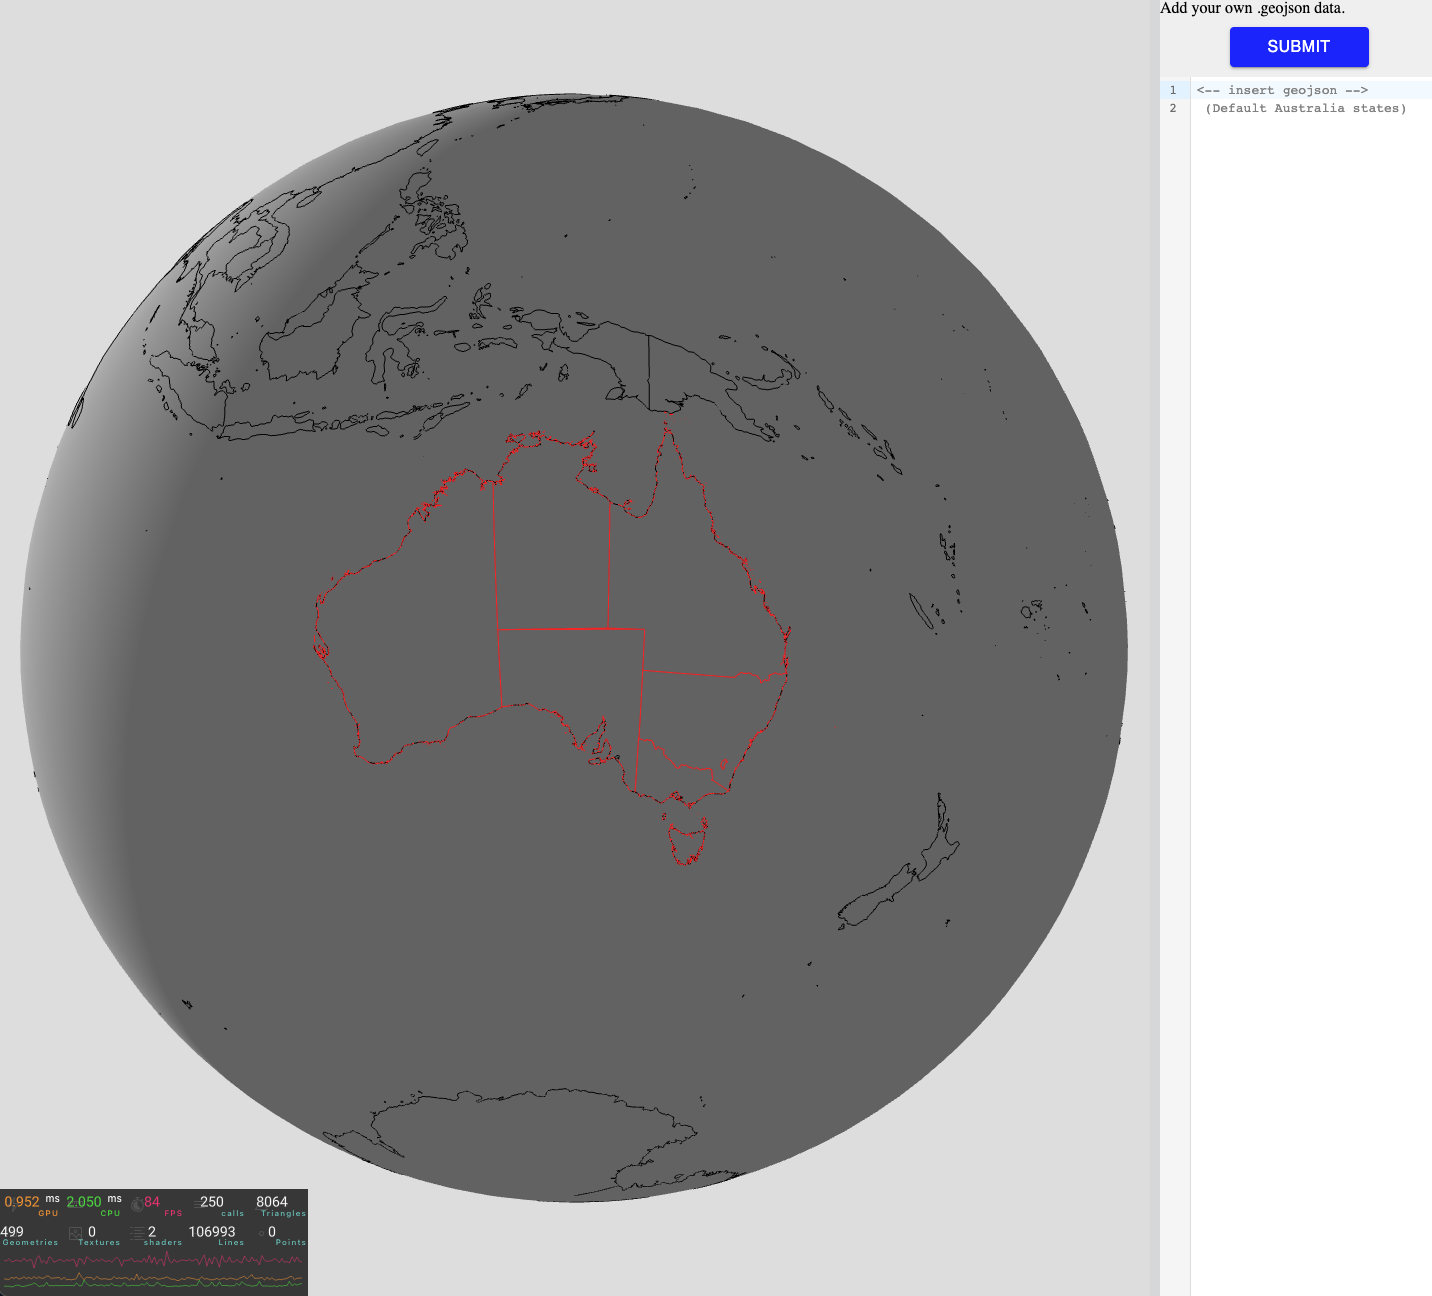 Add your own .geojson data.
SUBMIT
1 <-- insert geojson -->
2 (Default Australia states)
0.952 ms GPU 2.050 ms CPU 84 FPS 250 calls 8064 Triangles
499 Geometries 0 Textures 2 shaders 106993 Lines 0 Points